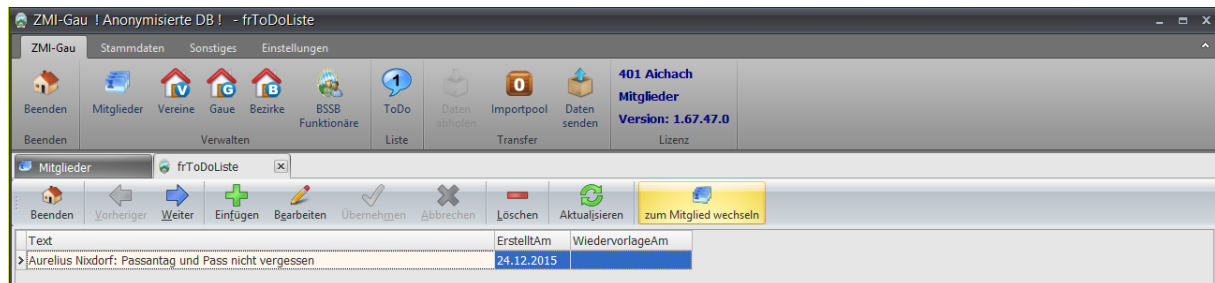 ZMI-Gau ! Anonymisierte DB ! - frToDoListe
ZMI-Gau Stammdaten Sonstiges Einstellungen
Beenden Mitglieder Vereine Gaue Bezirke BSSB Funktionäre ToDo Daten abholen Importpool Daten senden
V G B 1 0
401 Aichach
Mitglieder
Version: 1.67.47.0
Beenden Verwalten Liste Transfer Lizenz
Mitglieder frToDoListe
Beenden Vorheriger Weiter Einfügen Bearbeiten Übernehmen Abbrechen Löschen Aktualisieren zum Mitglied wechseln
Text ErstelltAm WiedervorlageAm
Aurelius Nixdorf: Passantag und Pass nicht vergessen 24.12.2015